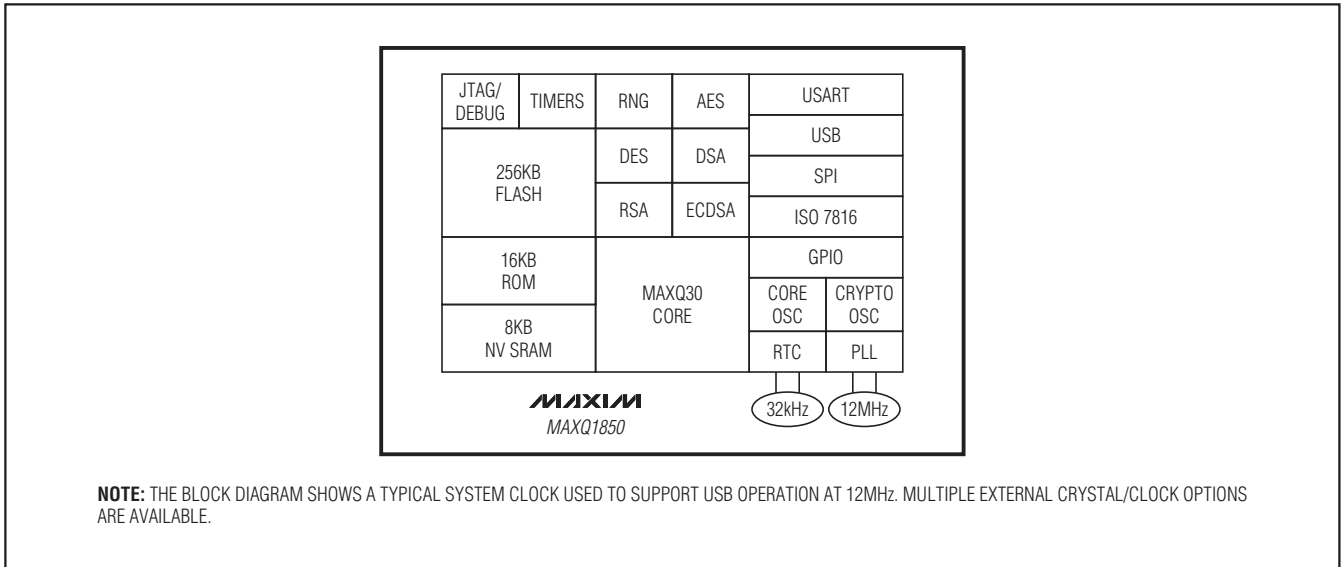 JTAG/
DEBUG
TIMERS
RNG
AES
USART
USB
DES
DSA
256KB
FLASH
SPI
RSA
ECDSA
ISO 7816
16KB
ROM
MAXQ30
CORE
GPIO
CORE
OSC
CRYPTO
OSC
8KB
NV SRAM
RTC
PLL
MAXIM
MAXQ1850
32kHz
12MHz
NOTE: THE BLOCK DIAGRAM SHOWS A TYPICAL SYSTEM CLOCK USED TO SUPPORT USB OPERATION AT 12MHz. MULTIPLE EXTERNAL CRYSTAL/CLOCK OPTIONS
ARE AVAILABLE.